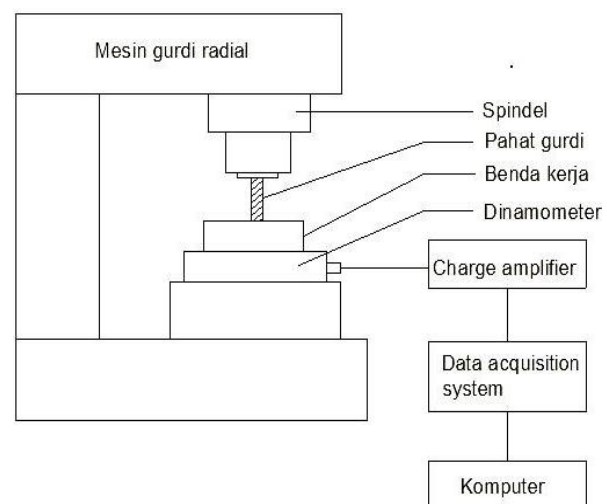 Mesin gurdi radial
Spindel
Pahat gurdi
Benda kerja
Dinamometer
Charge amplifier
Data acquisition
system
Komputer